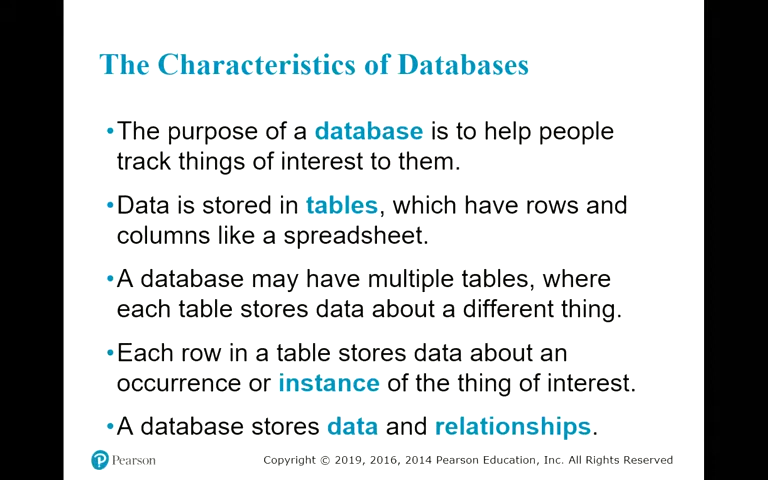 The Characteristics of Databases
•The purpose of a database is to help people
track things of interest to them.
•Data is stored in tables, which have rows and
columns like a spreadsheet.
•A database may have multiple tables, where
each table stores data about a different thing.
•Each row in a table stores data about an
occurrence or instance of the thing of interest.
•A database stores data and relationships.
P Pearson
Copyright © 2019, 2016, 2014 Pearson Education, Inc. All Rights Reserved